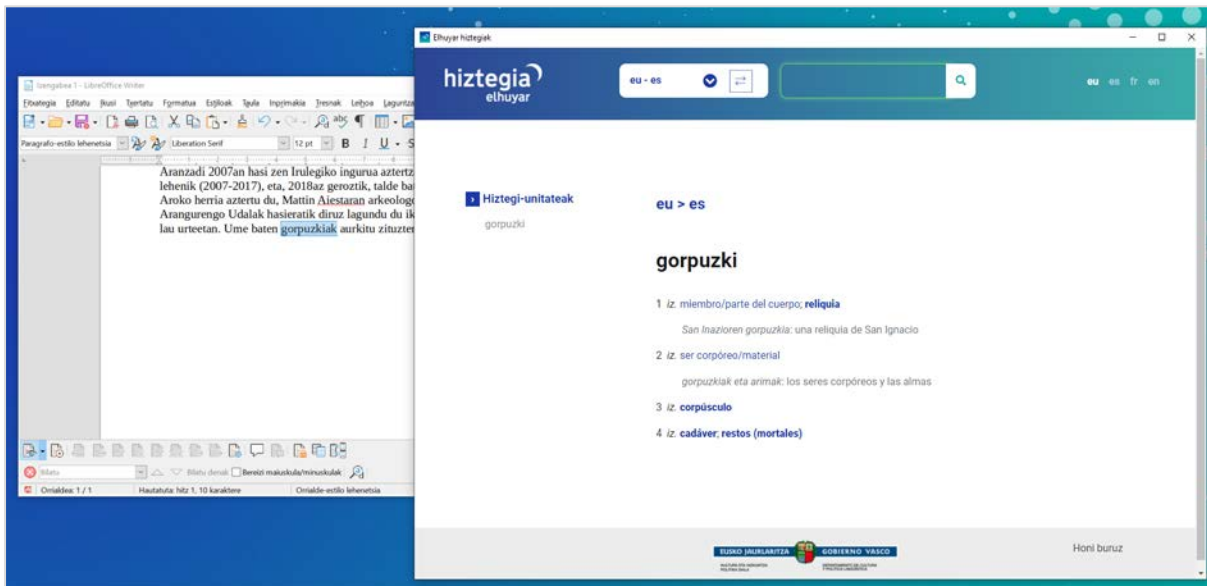 Elhuyar hiztegiak
hiztegia
elhuyar
eu - es
eu es fr en
Izengabea 1 - LibreOffice Writer
Fitxategia Editatu Ikusi Txertatu Formatua Estiloak Taula Inprimakia Tresnak Leihoa Laguntza
Paragrafo-estilo lehenetsia Liberation Serif 12 pt B I U S
Aranzadi 2007an hasi zen Irulegiko ingurua aztertz
lehenik (2007-2017), eta, 2018az geroztik, talde ba
Aroko herria aztertu du, Mattin Aiestaran arkeologo
Arangurengo Udalak hasieratik diruz lagundu du ik
lau urteetan. Ume baten gorpuzkiak aurkitu zituzter
Bilatu Bilatu denak Bereizi maiuskula/minuskulak
Orrialdea: 1 / 1 Hautatuta: hitz 1, 10 karaktere Orrialde-estilo lehenetsia
Hiztegi-unitateak
gorpuzki
eu > es
gorpuzki
1 iz. miembro/parte del cuerpo; reliquia
San Inazioren gorpuzkia: una reliquia de San Ignacio
2 iz. ser corpóreo/material
gorpuzkiak eta arimak: los seres corpóreos y las almas
3 iz. corpúsculo
4 iz. cadáver; restos (mortales)
EUSKO JAURLARITZA GOBIERNO VASCO
Honi buruz